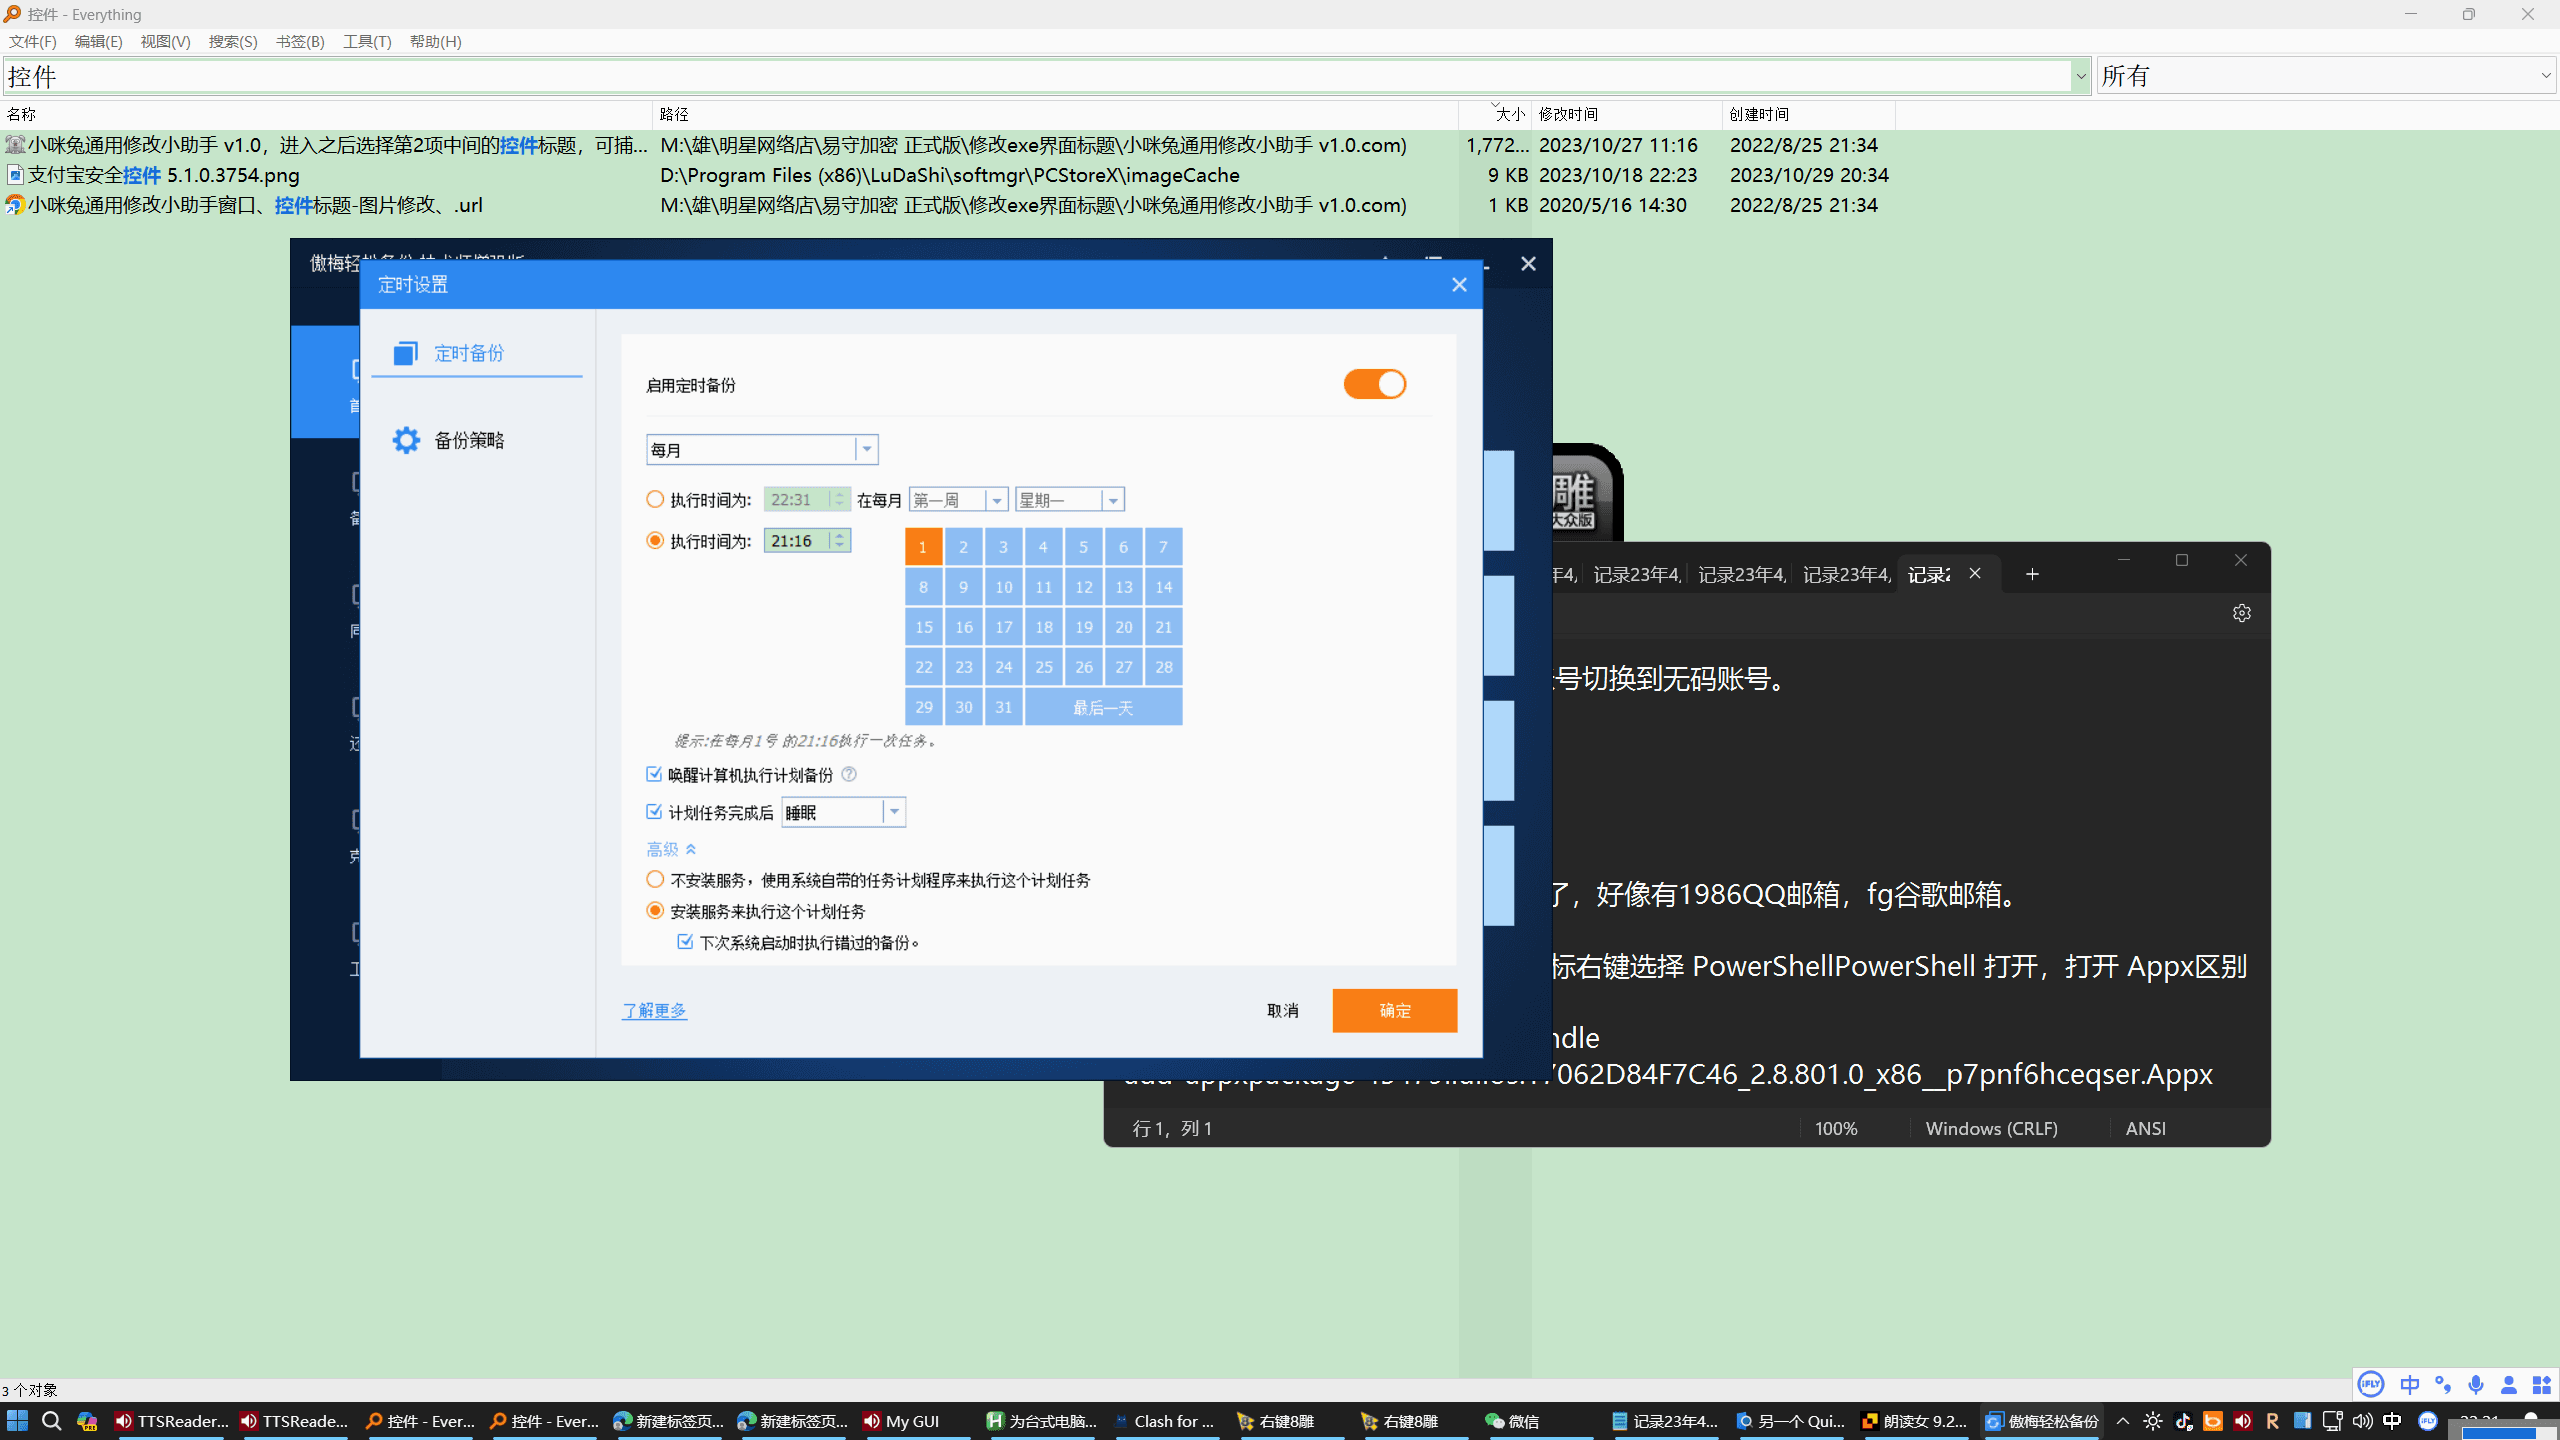 控件 - Everything
文件(F) 编辑(E) 视图(V) 搜索(S) 书签(B) 工具(T) 帮助(H)
控件 所有
名称 路径 大小 修改时间 创建时间
小咪兔通用修改小助手 v1.0，进入之后选择第2项中间的控件标题，可捕... M:\雄\明星网络店\易守加密 正式版\修改exe界面标题\小咪兔通用修改小助手 v1.0.com) 1,772... 2023/10/27 11:16 2022/8/25 21:34
支付宝安全控件 5.1.0.3754.png D:\Program Files (x86)\LuDaShi\softmgr\PCStoreX\imageCache 9 KB 2023/10/18 22:23 2023/10/29 20:34
小咪兔通用修改小助手窗口、控件标题-图片修改、.url M:\雄\明星网络店\易守加密 正式版\修改exe界面标题\小咪兔通用修改小助手 v1.0.com) 1 KB 2020/5/16 14:30 2022/8/25 21:34
傲梅轻
定时设置
定时备份
备份策略
启用定时备份
每月
执行时间为: 22:31 在每月 第一周 星期一
执行时间为: 21:16
1 2 3 4 5 6 7
8 9 10 11 12 13 14
15 16 17 18 19 20 21
22 23 24 25 26 27 28
29 30 31 最后一天
提示:在每月1号 的21:16执行一次任务。
唤醒计算机执行计划备份
计划任务完成后 睡眠
高级
不安装服务，使用系统自带的任务计划程序来执行这个计划任务
安装服务来执行这个计划任务
下次系统启动时执行错过的备份。
了解更多 取消 确定
雕
大众版
年4, 记录23年4, 记录23年4, 记录23年4, 记录2
号切换到无码账号。
了，好像有1986QQ邮箱，fg谷歌邮箱。
标右键选择 PowerShellPowerShell 打开，打开 Appx区别
ndle
062D84F7C46_2.8.801.0_x86__p7pnf6hceqser.Appx
行 1，列 1 100% Windows (CRLF) ANSI
3 个对象
iFLY 中
TTSReader... TTSReade... 控件 - Ever... 控件 - Ever... 新建标签页... 新建标签页... My GUI 为台式电脑... Clash for ... 右键8雕 右键8雕 微信 记录23年4... 另一个 Qui... 朗读女 9.2... 傲梅轻松备份 中